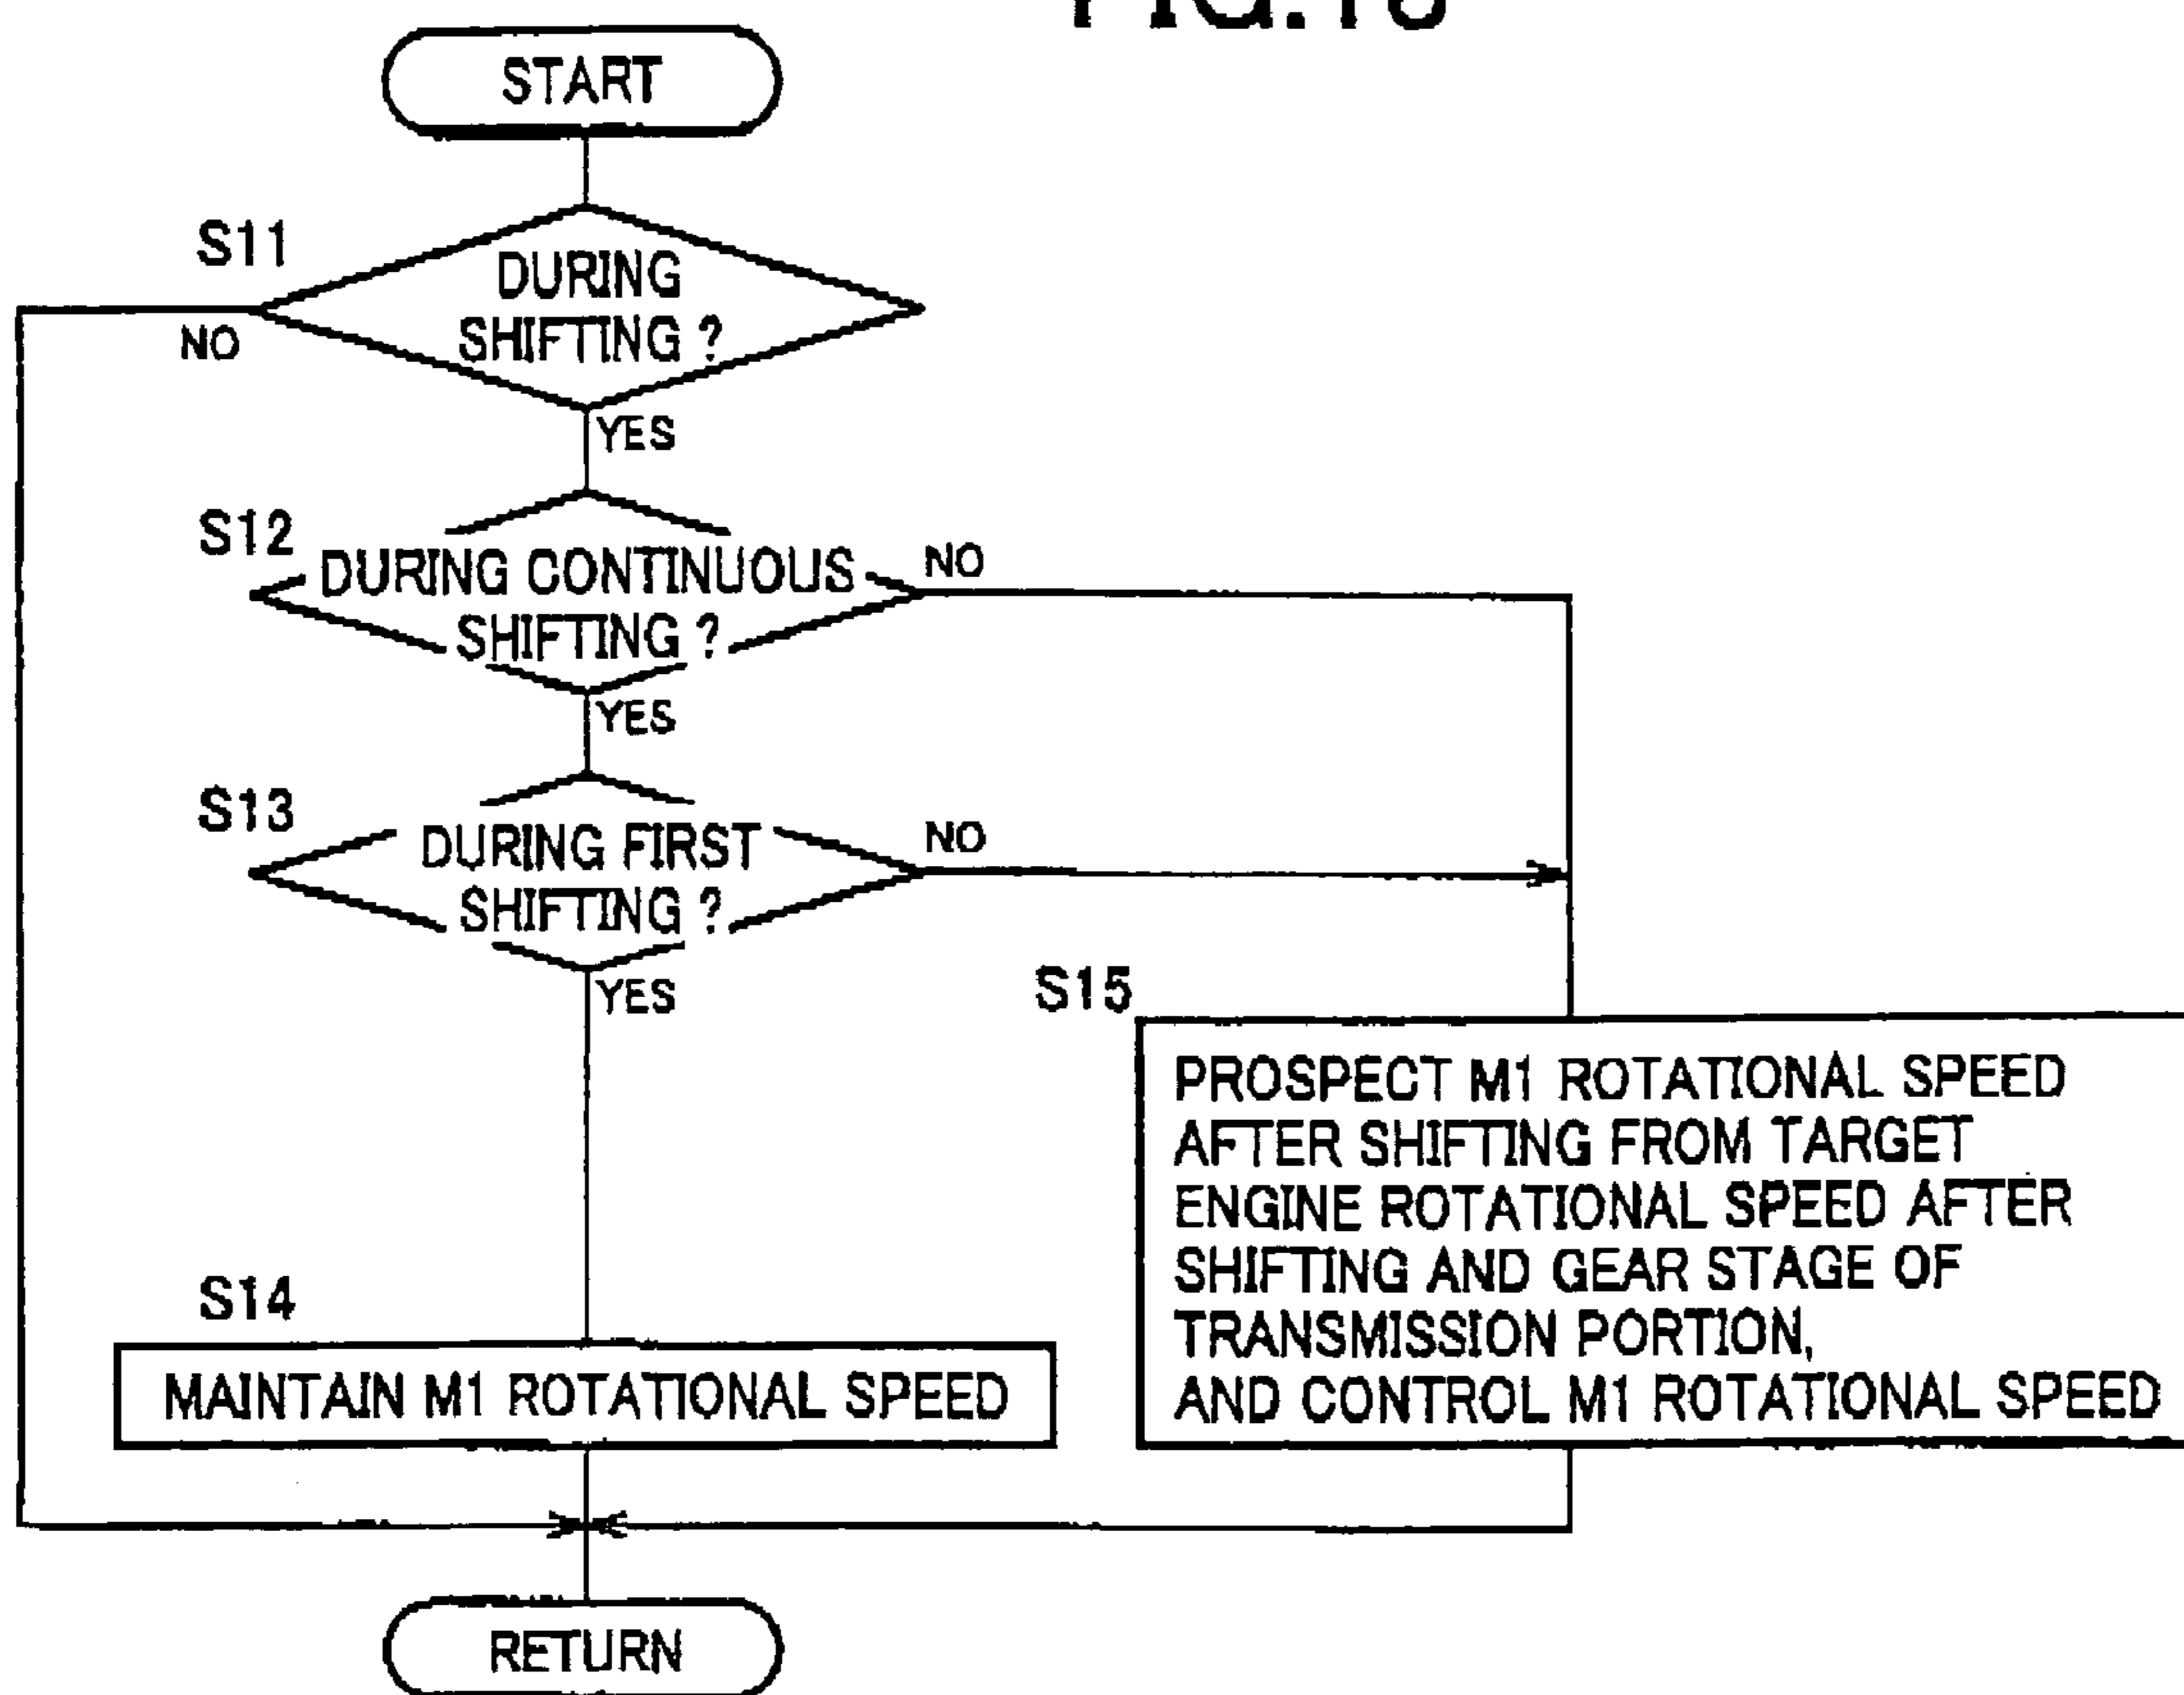 START
S11
DURING
SHIFTING ?
NO
YES
S12
DURING CONTINUOUS
SHIFTING ?
NO
YES
S13
DURING FIRST
SHIFTING ?
NO
YES
S15
PROSPECT M1 ROTATIONAL SPEED
AFTER SHIFTING FROM TARGET
ENGINE ROTATIONAL SPEED AFTER
SHIFTING AND GEAR STAGE OF
TRANSMISSION PORTION,
AND CONTROL M1 ROTATIONAL SPEED
S14
MAINTAIN M1 ROTATIONAL SPEED
RETURN